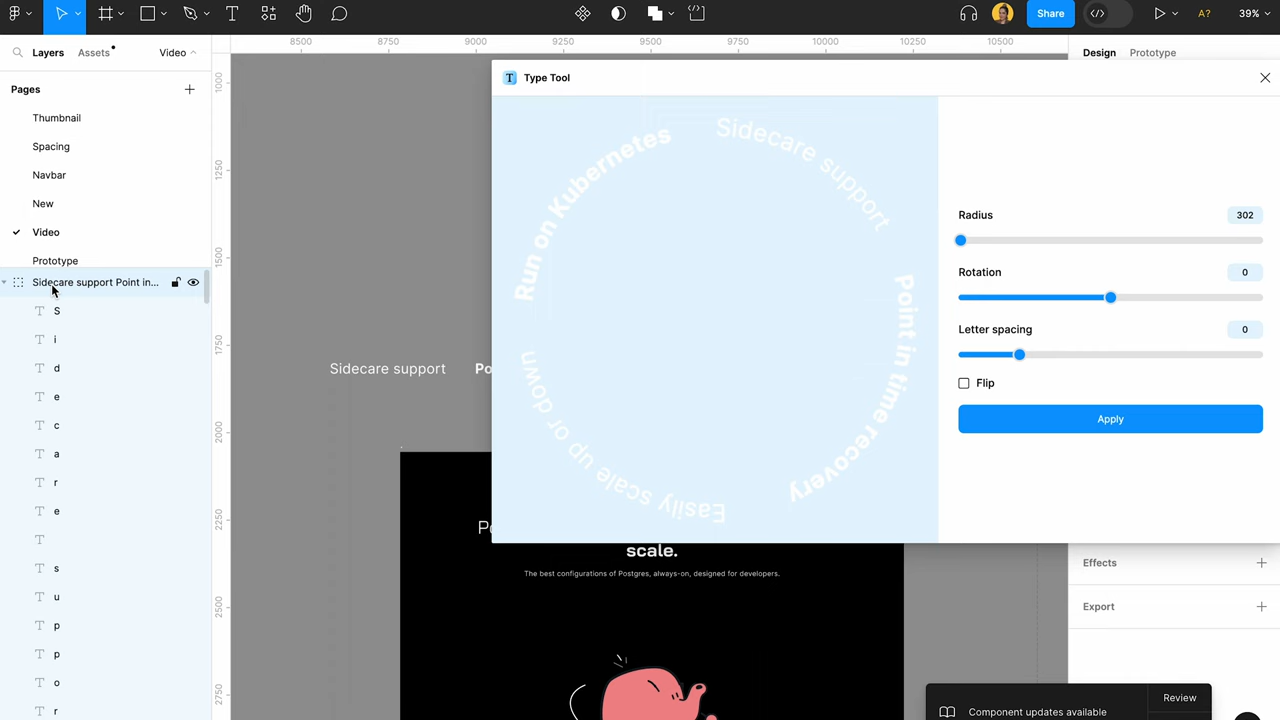 Share
A?
39%
Layers
Assets
Video
8500
8750
9000
9250
9500
9750
10000
10250
10500
Design
Prototype
Pages
Thumbnail
Spacing
Navbar
New
Video
Prototype
Sidecare support Point in...
S
i
d
e
c
a
r
e
s
u
p
p
o
r
1000
1250
1500
1750
2000
2250
2500
2750
T Type Tool
Sidecare support
Point in time recovery
Easily scale up or down
Run on Kubernetes
Radius
302
Rotation
0
Letter spacing
0
Flip
Apply
Sidecare support
Po
scale.
The best configurations of Postgres, always-on, designed for developers.
Effects
Export
Review
Component updates available